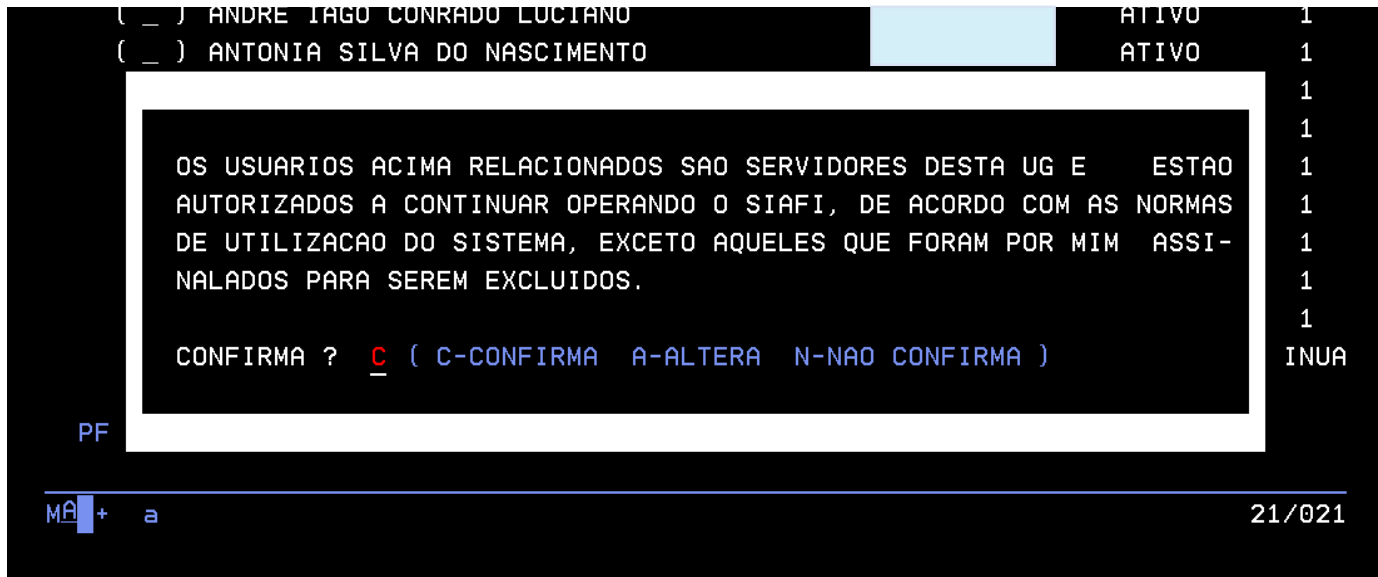 ( _ ) ANDRE IAGO CONRADO LUCIANO ATIVO 1
( _ ) ANTONIA SILVA DO NASCIMENTO ATIVO 1
1
1
OS USUARIOS ACIMA RELACIONADOS SAO SERVIDORES DESTA UG E ESTAO 1
AUTORIZADOS A CONTINUAR OPERANDO O SIAFI, DE ACORDO COM AS NORMAS 1
DE UTILIZACAO DO SISTEMA, EXCETO AQUELES QUE FORAM POR MIM ASSI- 1
NALADOS PARA SEREM EXCLUIDOS. 1
1
CONFIRMA ? C ( C-CONFIRMA A-ALTERA N-NAO CONFIRMA ) INUA
PF
MA + a 21/021